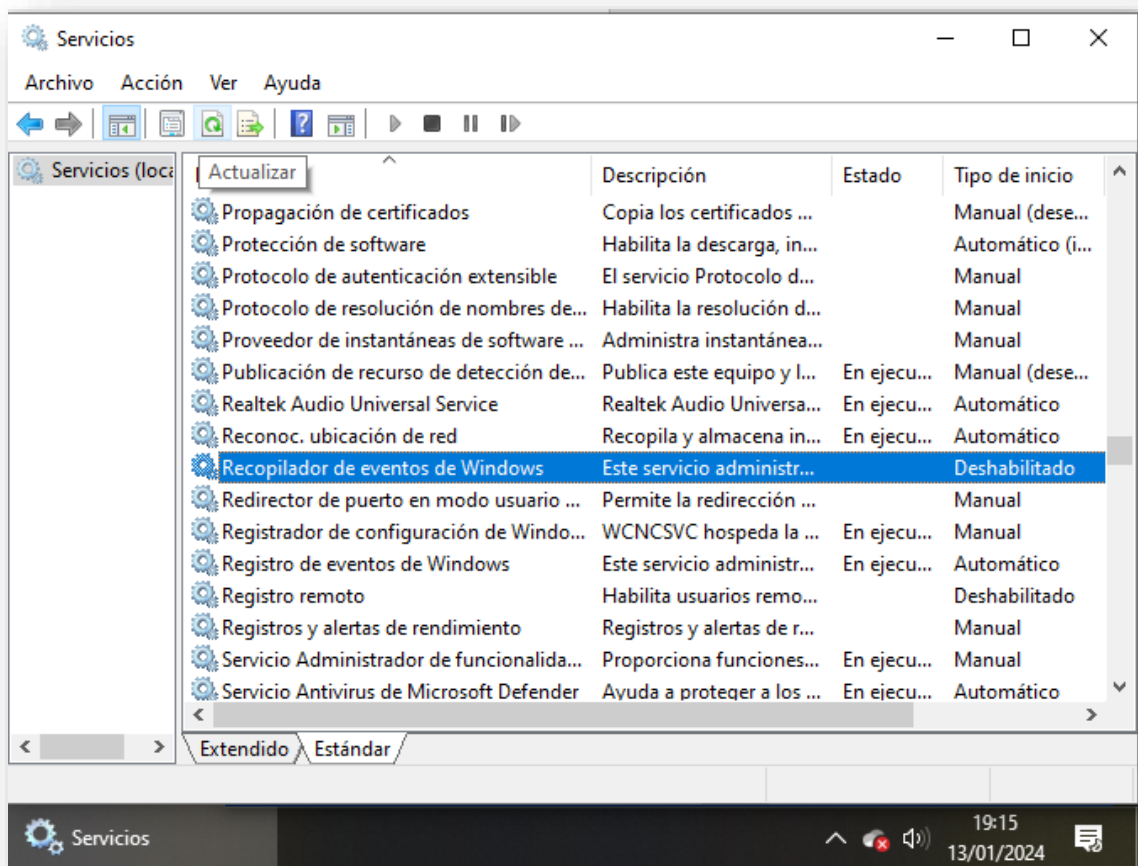 Servicios
Archivo Acción Ver Ayuda
Servicios (loca
Actualizar
Descripción Estado Tipo de inicio
Propagación de certificados Copia los certificados ... Manual (dese...
Protección de software Habilita la descarga, in... Automático (i...
Protocolo de autenticación extensible El servicio Protocolo d... Manual
Protocolo de resolución de nombres de... Habilita la resolución d... Manual
Proveedor de instantáneas de software ... Administra instantánea... Manual
Publicación de recurso de detección de... Publica este equipo y l... En ejecu... Manual (dese...
Realtek Audio Universal Service Realtek Audio Universa... En ejecu... Automático
Reconoc. ubicación de red Recopila y almacena in... En ejecu... Automático
Recopilador de eventos de Windows Este servicio administr... Deshabilitado
Redirector de puerto en modo usuario ... Permite la redirección ... Manual
Registrador de configuración de Windo... WCNCSVC hospeda la ... En ejecu... Manual
Registro de eventos de Windows Este servicio administr... En ejecu... Automático
Registro remoto Habilita usuarios remo... Deshabilitado
Registros y alertas de rendimiento Registros y alertas de r... Manual
Servicio Administrador de funcionalida... Proporciona funciones... En ejecu... Manual
Servicio Antivirus de Microsoft Defender Ayuda a proteger a los ... En ejecu... Automático
Extendido Estándar
Servicios
19:15
13/01/2024